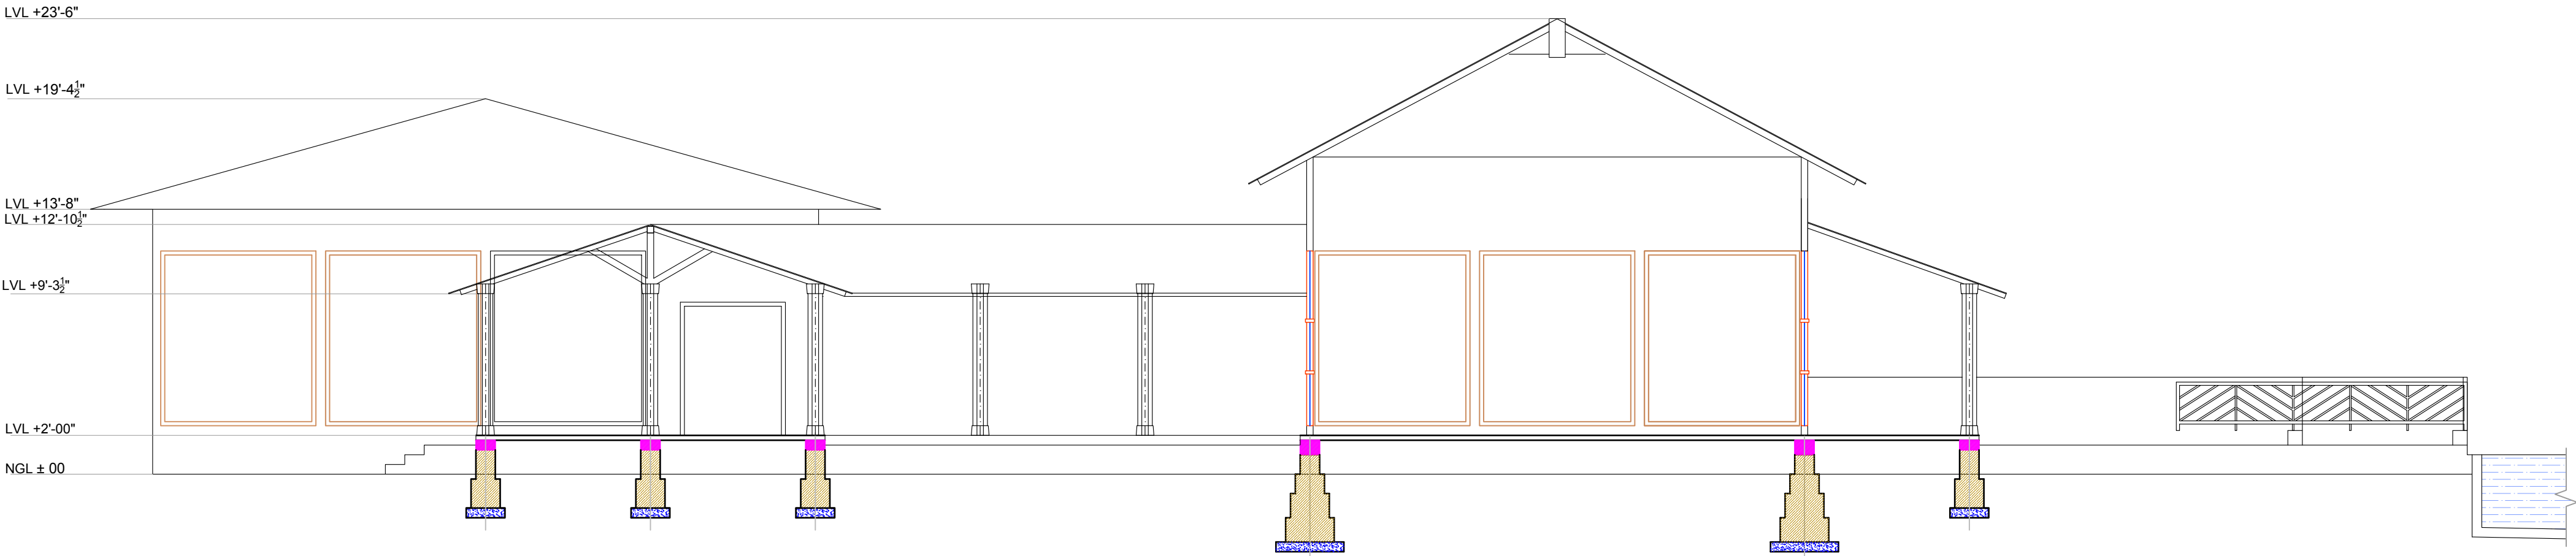 LVL +23'-6"
LVL +19'-4½"
LVL +13'-8"
LVL +12'-10½"
LVL +9'-3½"
LVL +2'-00"
NGL ± 00